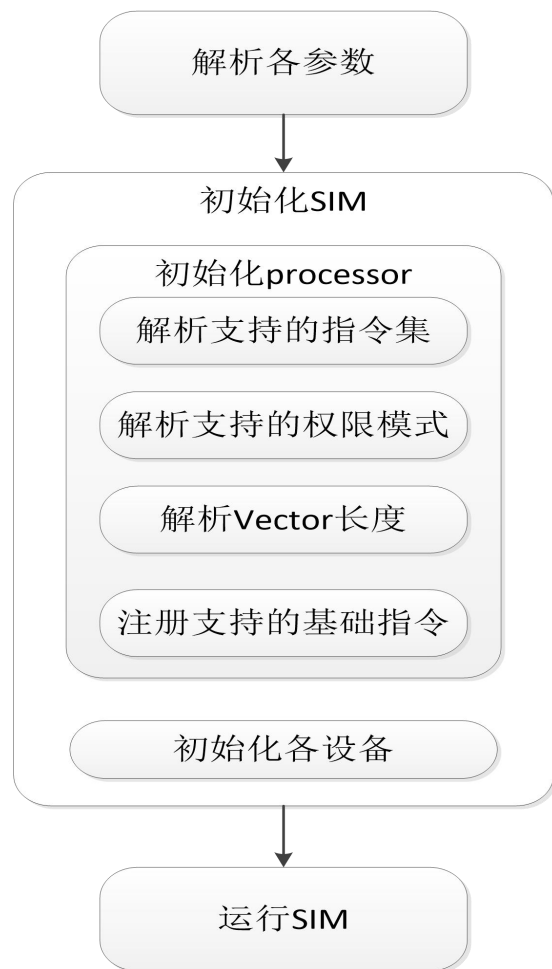 解析各参数
初始化SIM
初始化processor
解析支持的指令集
解析支持的权限模式
解析Vector长度
注册支持的基础指令
初始化各设备
运行SIM